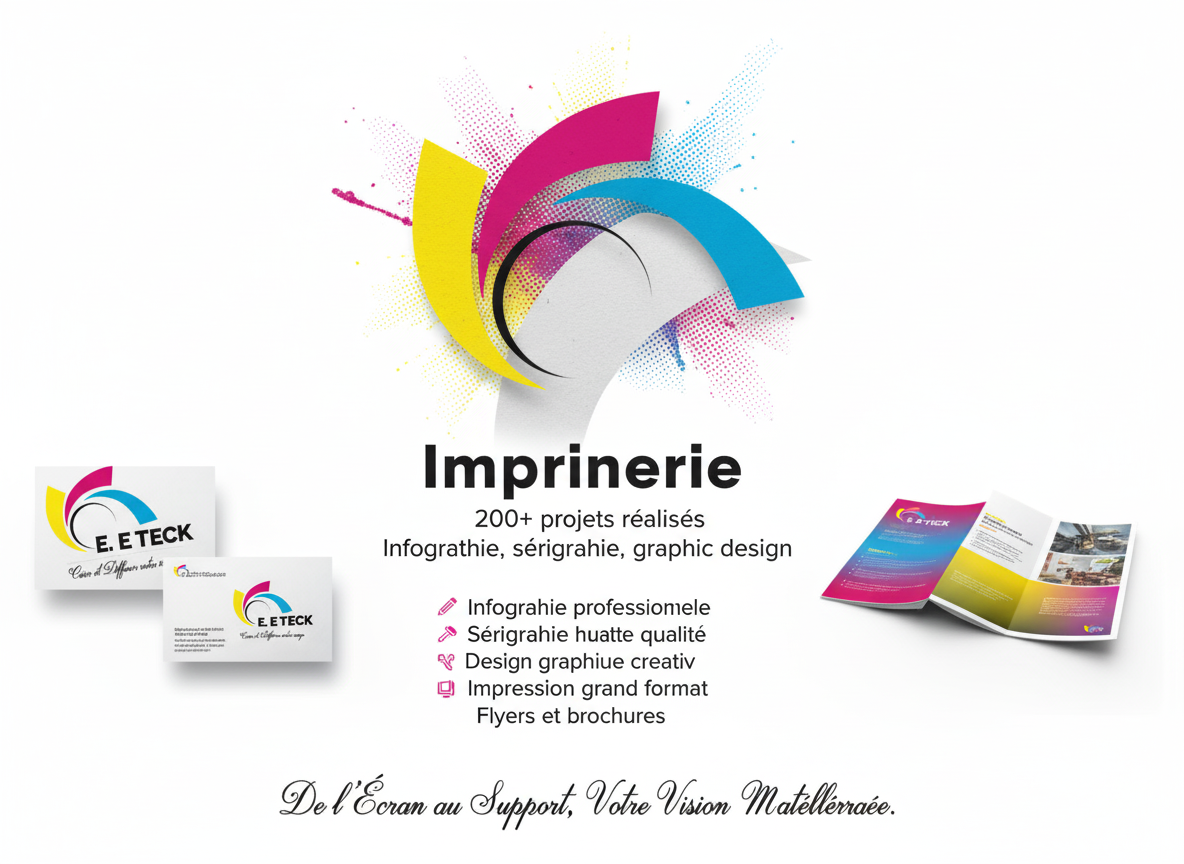 Imprinerie
200+ projets réalisés
Infograthie, sérigrahie, graphic design
Infograhie professionele
Sérigrahie huatte qualité
Design graphiue creativ
Impression grand format
Flyers et brochures
E. E TECK
E. E TECK
De l'Écran au Support, Votre Vision Matéllérraée.